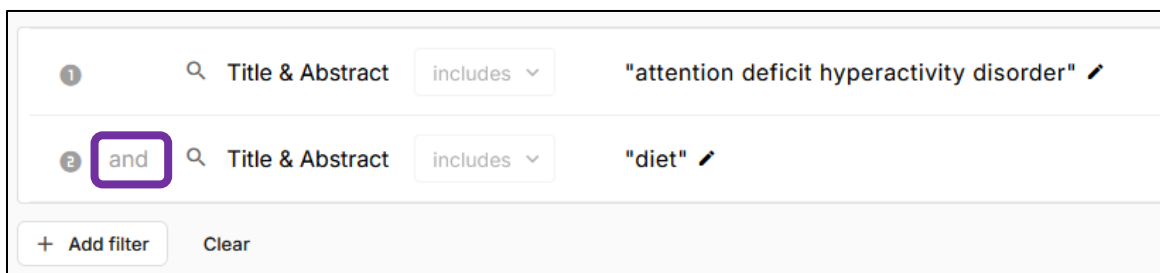 1 Title & Abstract includes "attention deficit hyperactivity disorder"
2 and Title & Abstract includes "diet"
+ Add filter Clear